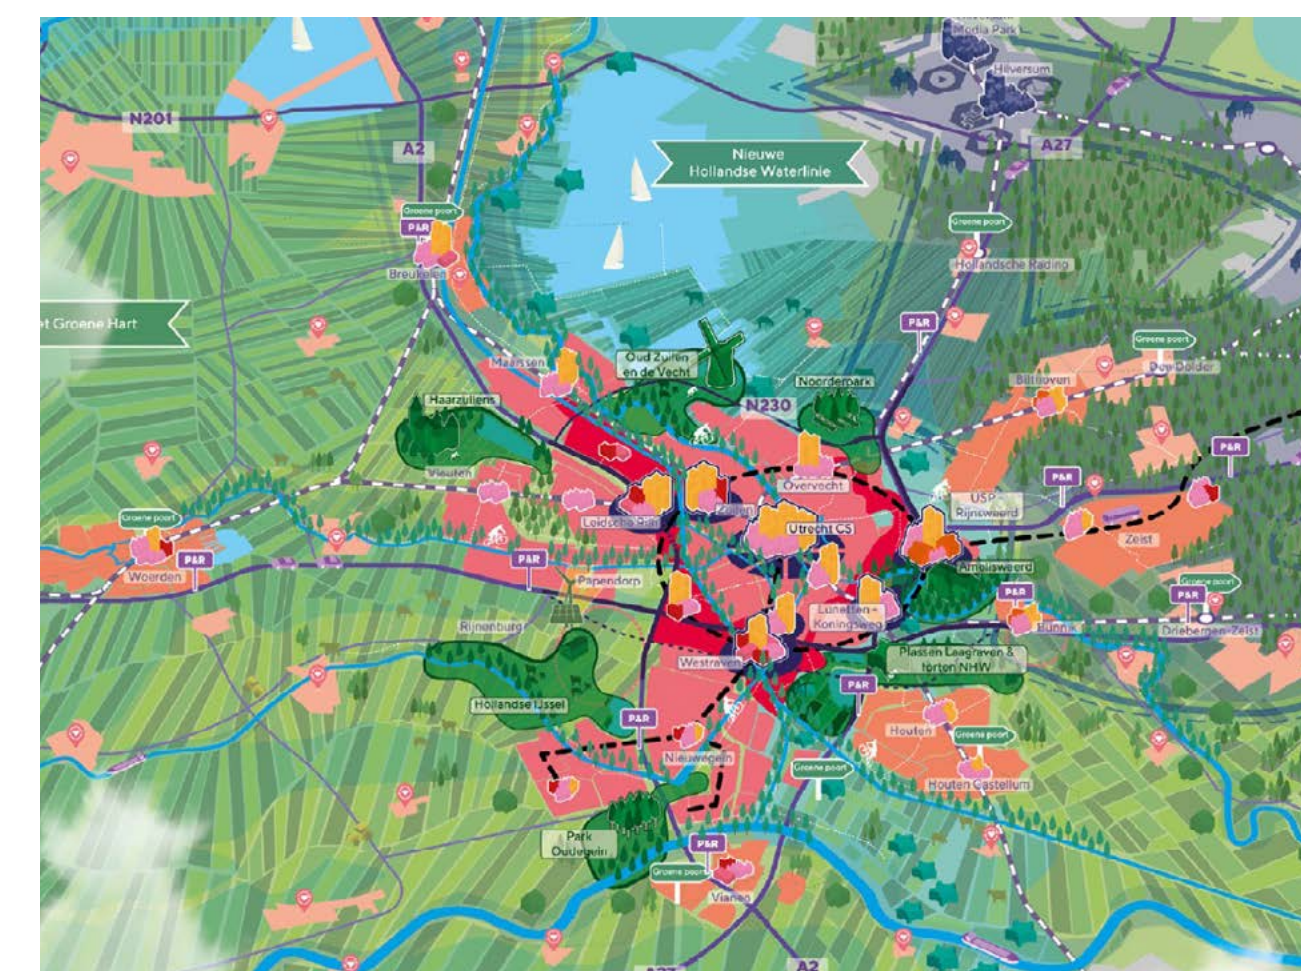 Media Park
Hilversum
N201
A2
A27
Nieuwe
Hollandse Waterlinie
Groene poort
P&R
Breukelen
Groene poort
Hollandsche Rading
et Groene Hart
P&R
Groene poort
Den Dolder
Maarssen
Oud Zuilen
en de Vecht
Noorderpark
Bilthoven
Haarzuilens
N230
P&R
Vleuten
Overvecht
P&R
USP -
Rijnsweerd
Leidsche Rijn
Zuilen
Utrecht CS
Zeist
Groene poort
Woerden
P&R
P&R
Papendorp
Amelisweerd
Groene poort
P&R
P&R
Lunetten -
Koningsweg
Bunnik
Driebergen-Zeist
Rijnenburg
Westraven
Plassen Laagraven &
forten NHW
Hollandse IJssel
P&R
P&R
Houten
Groene poort
Nieuwegein
Groene poort
Houten Castellum
Park
Oudegein
P&R
Groene poort
Vianen
A27
A2